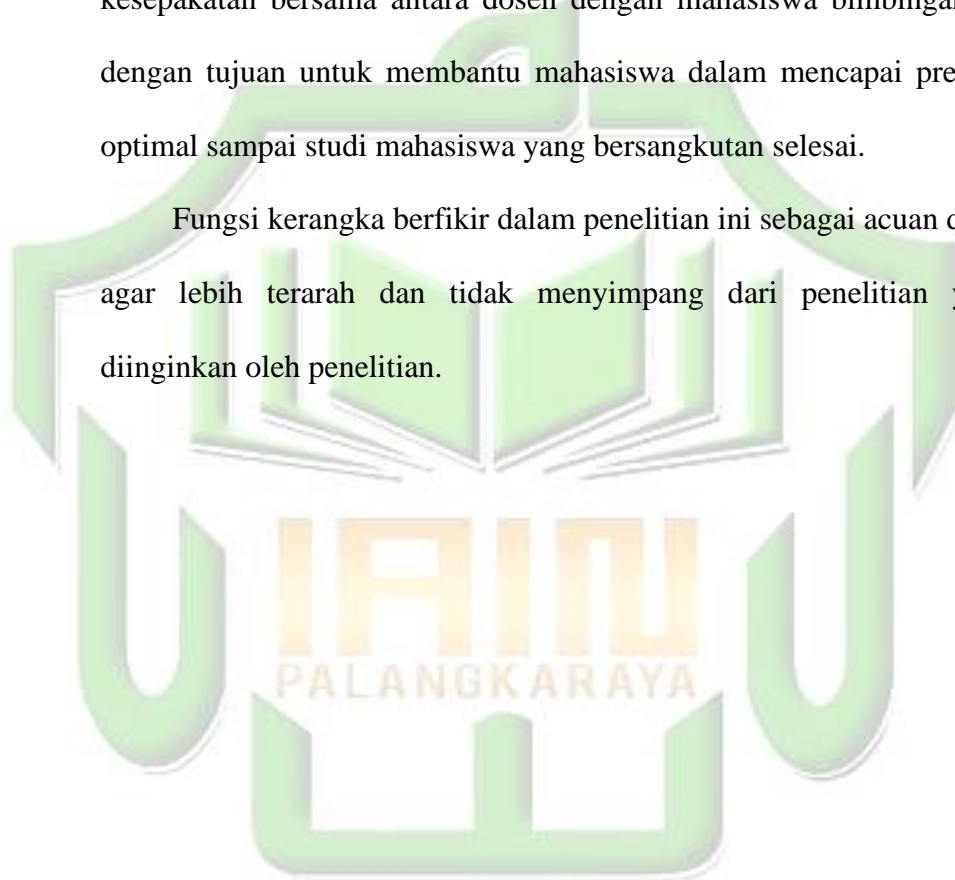 kesepakatan bersama antara dosen dengan mahasiswa
dengan tujuan untuk membantu mahasiswa dalam mencapai
optimal sampai studi mahasiswa yang bersangkutan selesai.
Fungsi kerangka berfikir dalam penelitian ini sebagai acuan
agar lebih terarah dan tidak menyimpang dari penelitian
diinginkan oleh penelitian.
IAIN
PALANGKARAYA